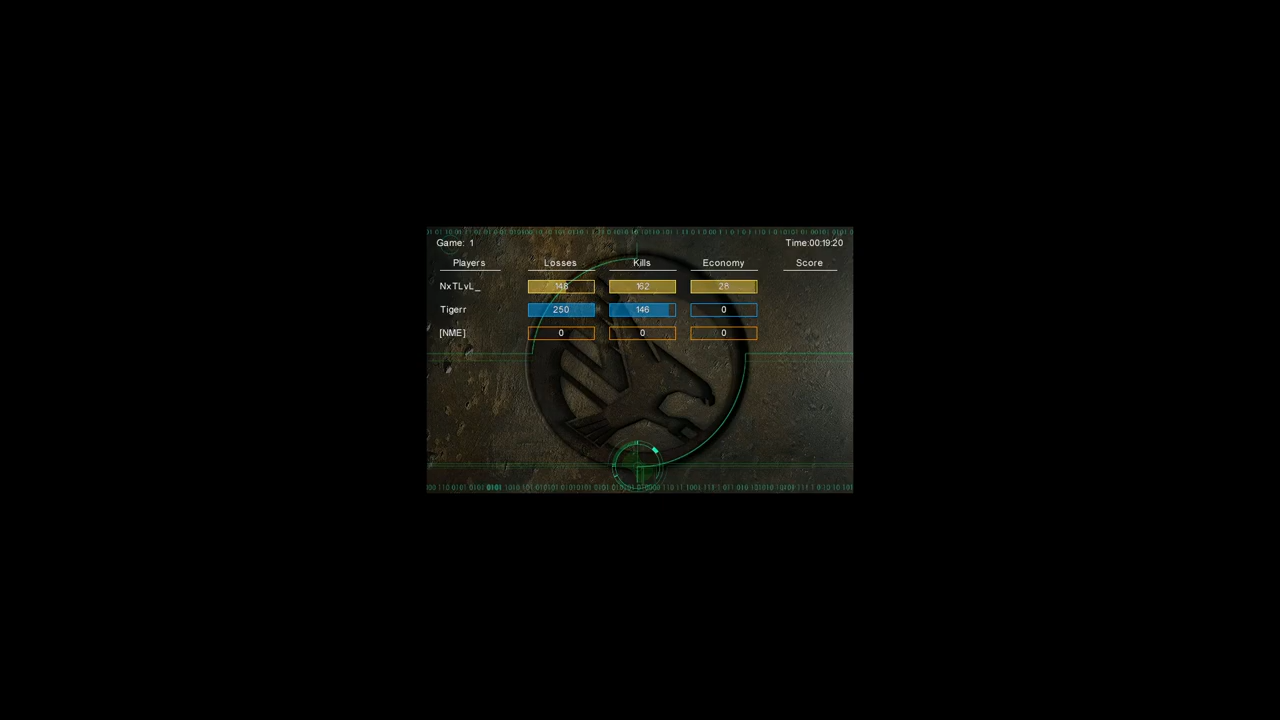 Game: 1 Time:00:19:20
Players Losses Kills Economy Score
NxTLvL_ 148 162 28
Tigerr 250 146 0
[NME] 0 0 0